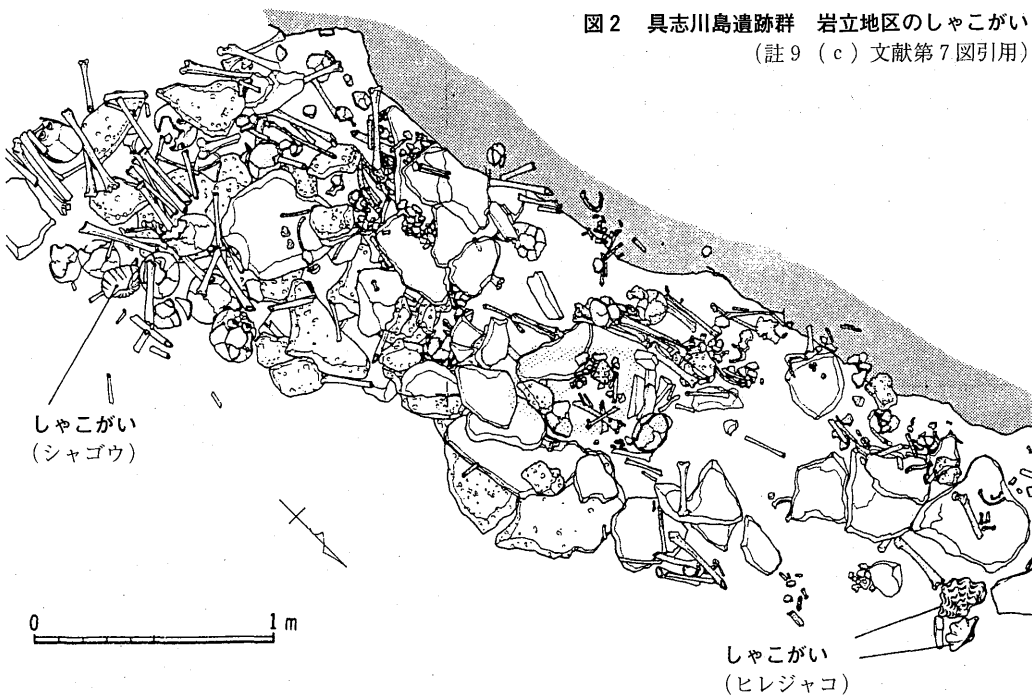 図2 具志川島遺跡群 岩立地区のしゃこがい
(註9 (c) 文献第7図引用)
しゃこがい
(シャゴウ)
0 1m
しゃこがい
(ヒレジャコ)